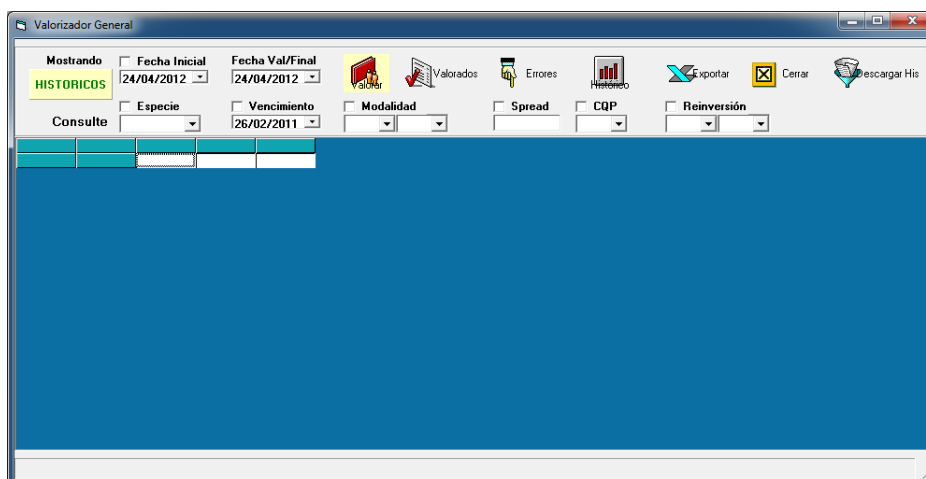 Valorizador General
Mostrando
HISTORICOS
Consulte
Fecha Inicial
24/04/2012
Fecha Val/Final
24/04/2012
Valorar
Valorados
Errores
Histórico
Exportar
Cerrar
Descargar His
Especie
Vencimiento
26/02/2011
Modalidad
Spread
CQP
Reinversión